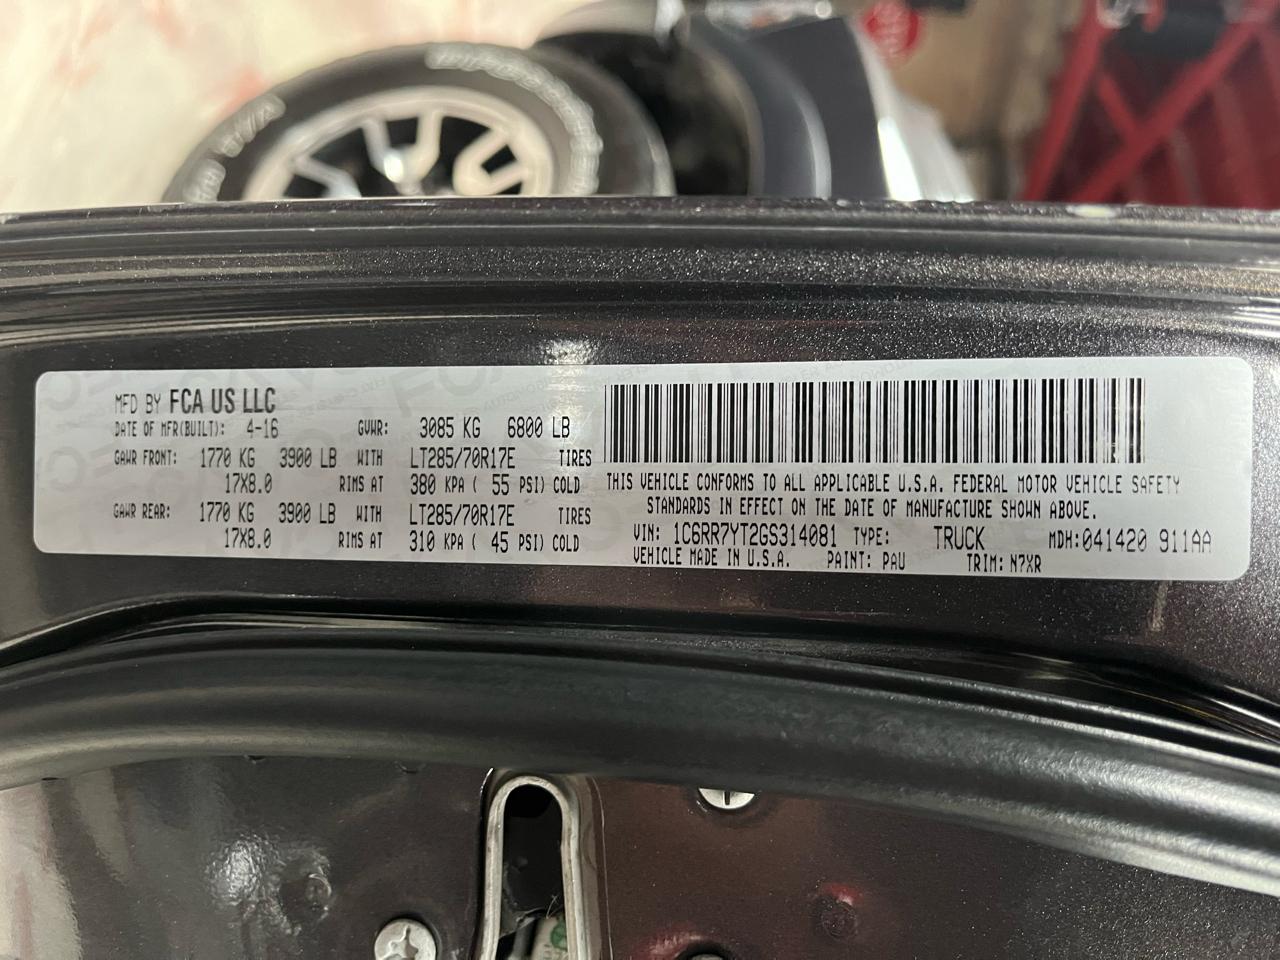 MFD BY FCA US LLC
DATE OF MFR(BUILT): 4-16 GVWR: 3085 KG 6800 LB
GAWR FRONT: 1770 KG 3900 LB WITH LT285/70R17E TIRES
17X8.0 RIMS AT 380 KPA ( 55 PSI) COLD
GAWR REAR: 1770 KG 3900 LB WITH LT285/70R17E TIRES
17X8.0 RIMS AT 310 KPA ( 45 PSI) COLD
THIS VEHICLE CONFORMS TO ALL APPLICABLE U.S.A. FEDERAL MOTOR VEHICLE SAFETY
STANDARDS IN EFFECT ON THE DATE OF MANUFACTURE SHOWN ABOVE.
VIN: 1C6RR7YT2GS314081 TYPE: TRUCK MDH:041420 911AA
VEHICLE MADE IN U.S.A. PAINT: PAU TRIM: N7XR